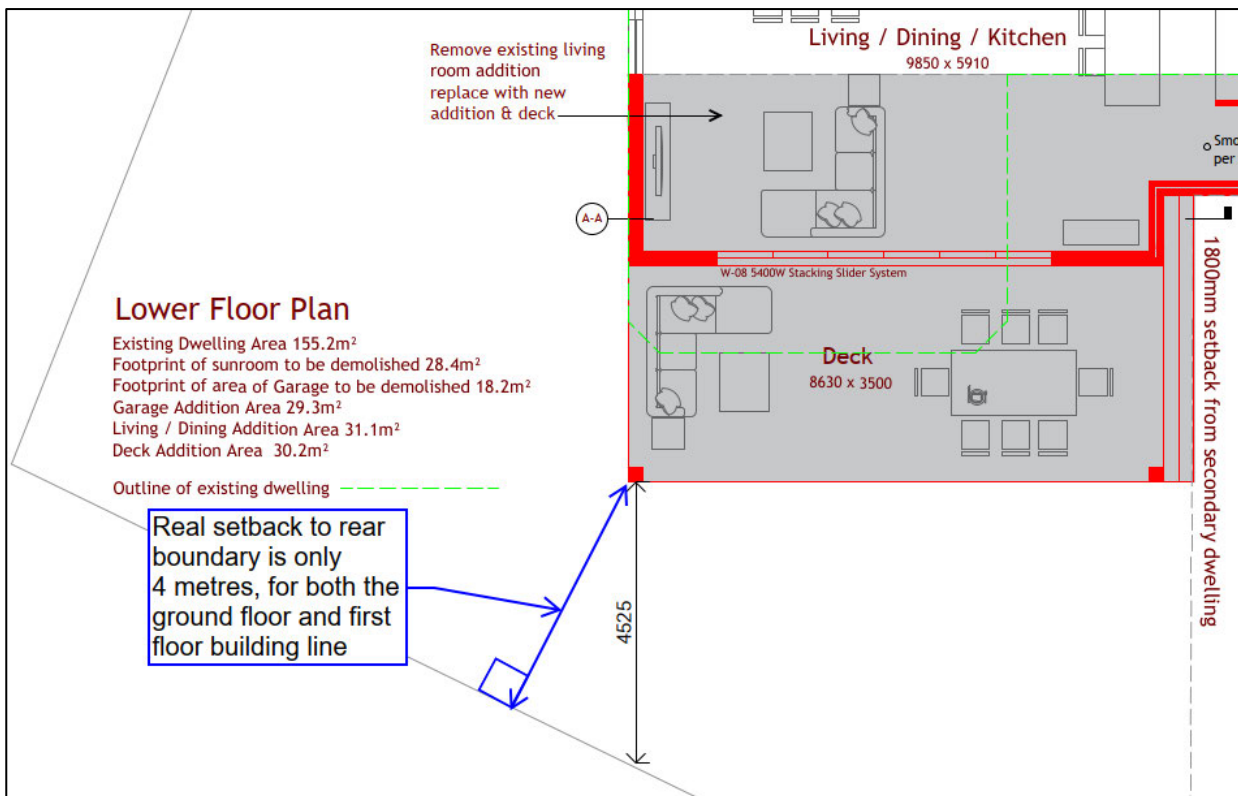 Remove existing living
room addition
replace with new
addition & deck
Living / Dining / Kitchen
9850 x 5910
Smo
per
A-A
W-08 5400W Stacking Slider System
1800mm setback from secondary dwelling
Lower Floor Plan
Existing Dwelling Area 155.2m²
Footprint of sunroom to be demolished 28.4m²
Footprint of area of Garage to be demolished 18.2m²
Garage Addition Area 29.3m²
Living / Dining Addition Area 31.1m²
Deck Addition Area 30.2m²
Outline of existing dwelling
Deck
8630 x 3500
Real setback to rear
boundary is only
4 metres, for both the
ground floor and first
floor building line
4525